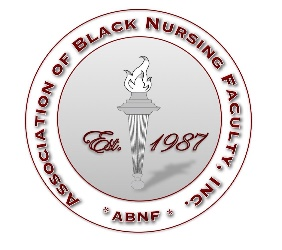 Association of Black Nursing Faculty, Inc.
Est. 1987
* ABNF *